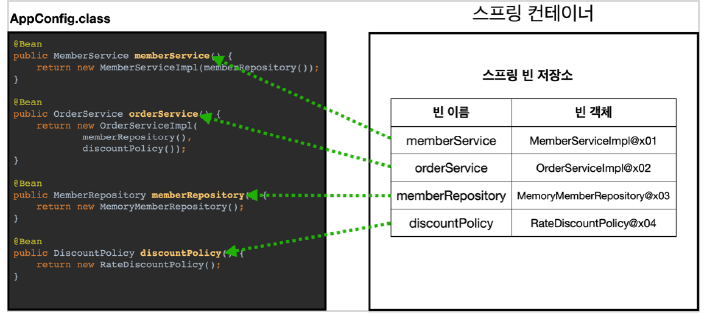 AppConfig.class
@Bean
public MemberService memberService() {
return new MemberServiceImpl(memberRepository());
}
@Bean
public OrderService orderService() {
return new OrderServiceImpl(
memberRepository(),
discountPolicy());
}
@Bean
public MemberRepository memberRepository() {
return new MemoryMemberRepository();
}
@Bean
public DiscountPolicy discountPolicy() {
return new RateDiscountPolicy();
}
스프링 컨테이너
스프링 빈 저장소
빈 이름 빈 객체
memberService MemberServiceImpl@x01
orderService OrderServiceImpl@x02
memberRepository MemoryMemberRepository@x03
discountPolicy RateDiscountPolicy@x04